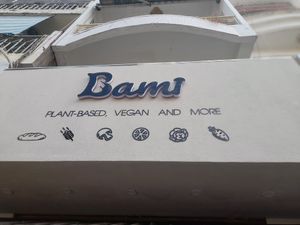 Bami
PLANT-BASED, VEGAN AND MORE